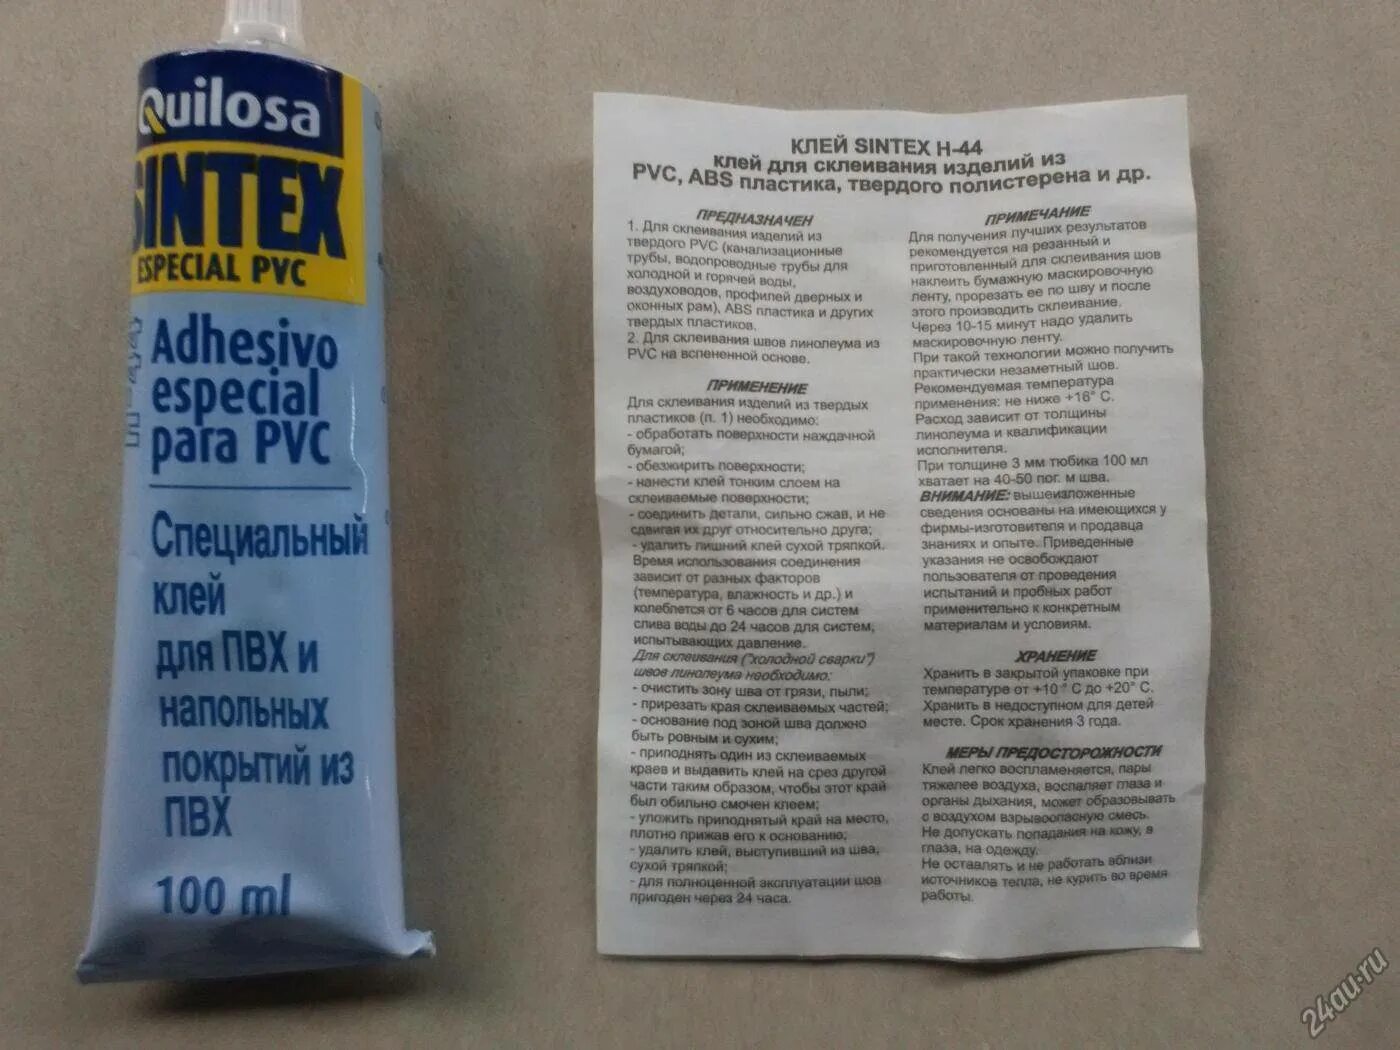 Quilosa
SINTEX
ESPECIAL PVC
Adhesivo
especial
para PVC
Специальный
клей
для ПВХ и
напольных
покрытий из
ПВХ
100 ml
КЛЕЙ SINTEX H-44
клей для склеивания изделий из
PVC, ABS пластика, твердого полистерена и др.
ПРЕДНАЗНАЧЕН
1. Для склеивания изделий из
твердого PVC (канализационные
трубы, водопроводные трубы для
холодной и горячей воды,
воздуховодов, профилей дверных и
оконных рам), ABS пластика и других
твердых пластиков.
2. Для склеивания швов линолеума из
PVC на вспененной основе.
ПРИМЕНЕНИЕ
Для склеивания изделий из твердых
пластиков (п. 1) необходимо:
- обработать поверхности наждачной
бумагой;
- обезжирить поверхности;
- нанести клей тонким слоем на
склеиваемые поверхности;
- соединить детали, сильно сжав, и не
сдвигая их друг относительно друга;
- удалить лишний клей сухой тряпкой.
Время использования соединения
зависит от разных факторов
(температура, влажность и др.) и
колеблется от 6 часов для систем
слива воды до 24 часов для систем,
испытывающих давление.
Для склеивания ("холодной сварки")
швов линолеума необходимо:
- очистить зону шва от грязи, пыли;
- прирезать края склеиваемых частей;
- основание под зоной шва должно
быть ровным и сухим;
- приподнять один из склеиваемых
краев и выдавить клей на срез другой
части таким образом, чтобы этот край
был обильно смочен клеем;
- уложить приподнятый край на место,
плотно прижав его к основанию;
- удалить клей, выступивший из шва,
сухой тряпкой;
- для полноценной эксплуатации шов
пригоден через 24 часа.
ПРИМЕЧАНИЕ
Для получения лучших результатов
рекомендуется на резанный и
приготовленный для склеивания шов
наклеить бумажную маскировочную
ленту, прорезать ее по шву и после
этого производить склеивание.
Через 10-15 минут надо удалить
маскировочную ленту.
При такой технологии можно получить
практически незаметный шов.
Рекомендуемая температура
применения: не ниже +16° С.
Расход зависит от толщины
линолеума и квалификации
исполнителя.
При толщине 3 мм тюбика 100 мл
хватает на 40-50 пог. м шва.
ВНИМАНИЕ: вышеизложенные
сведения основаны на имеющихся у
фирмы-изготовителя и продавца
знаниях и опыте. Приведенные
указания не освобождают
пользователя от проведения
испытаний и пробных работ
применительно к конкретным
материалам и условиям.
ХРАНЕНИЕ
Хранить в закрытой упаковке при
температуре от +10 ° С до +20° С.
Хранить в недоступном для детей
месте. Срок хранения 3 года.
МЕРЫ ПРЕДОСТОРОЖНОСТИ
Клей легко воспламеняется, пары
тяжелее воздуха, воспаляет глаза и
органы дыхания, может образовывать
с воздухом взрывоопасную смесь.
Не допускать попадания на кожу, в
глаза, на одежду.
Не оставлять и не работать вблизи
источников тепла, не курить во время
работы.
24au.ru